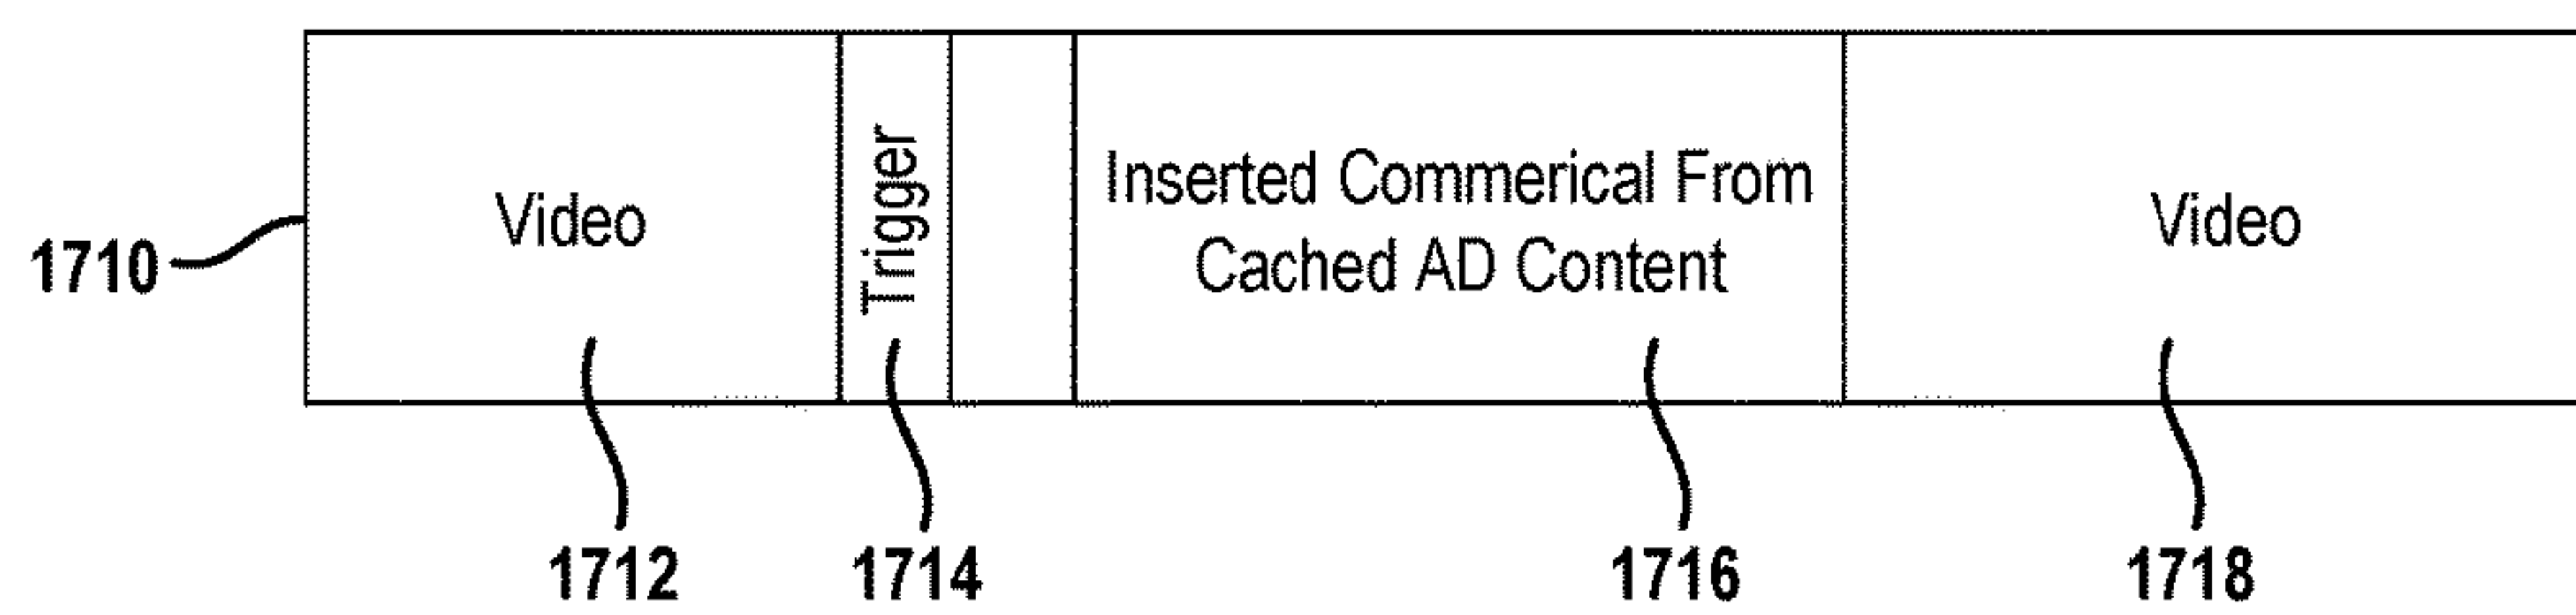 Video
Trigger
Inserted Commerical From
Cached AD Content
Video
1710
1712
1714
1716
1718